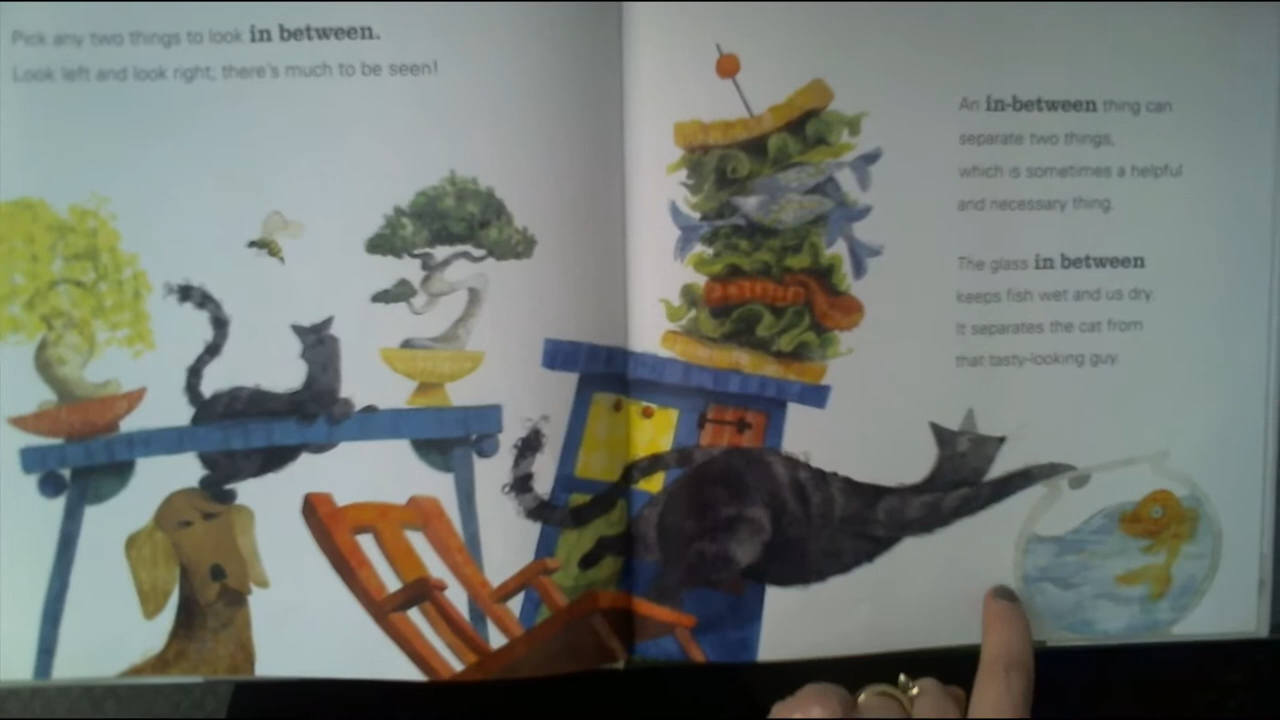 Pick any two things to look in between.
Look left and look right; there's much to be seen!
An in-between thing can
separate two things,
which is sometimes a helpful
and necessary thing.
The glass in between
keeps fish wet and us dry.
It separates the cat from
that tasty-looking guy.